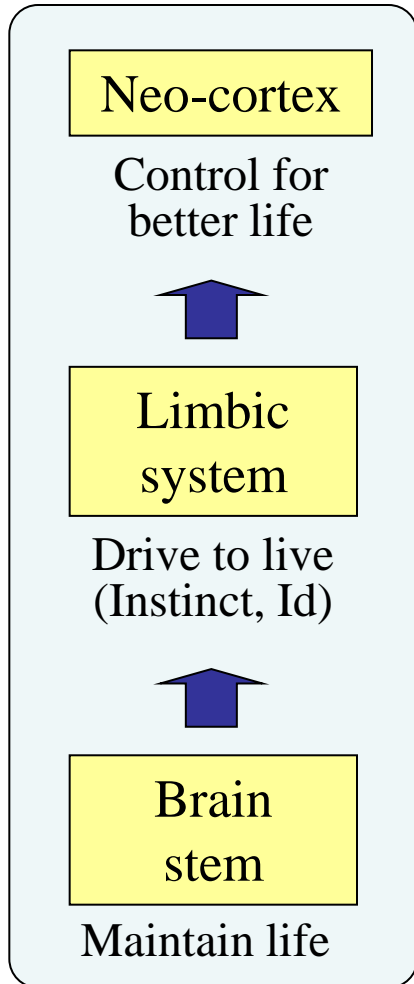 Neo-cortex
Control for
better life
Limbic
system
Drive to live
(Instinct, Id)
Brain
stem
Maintain life